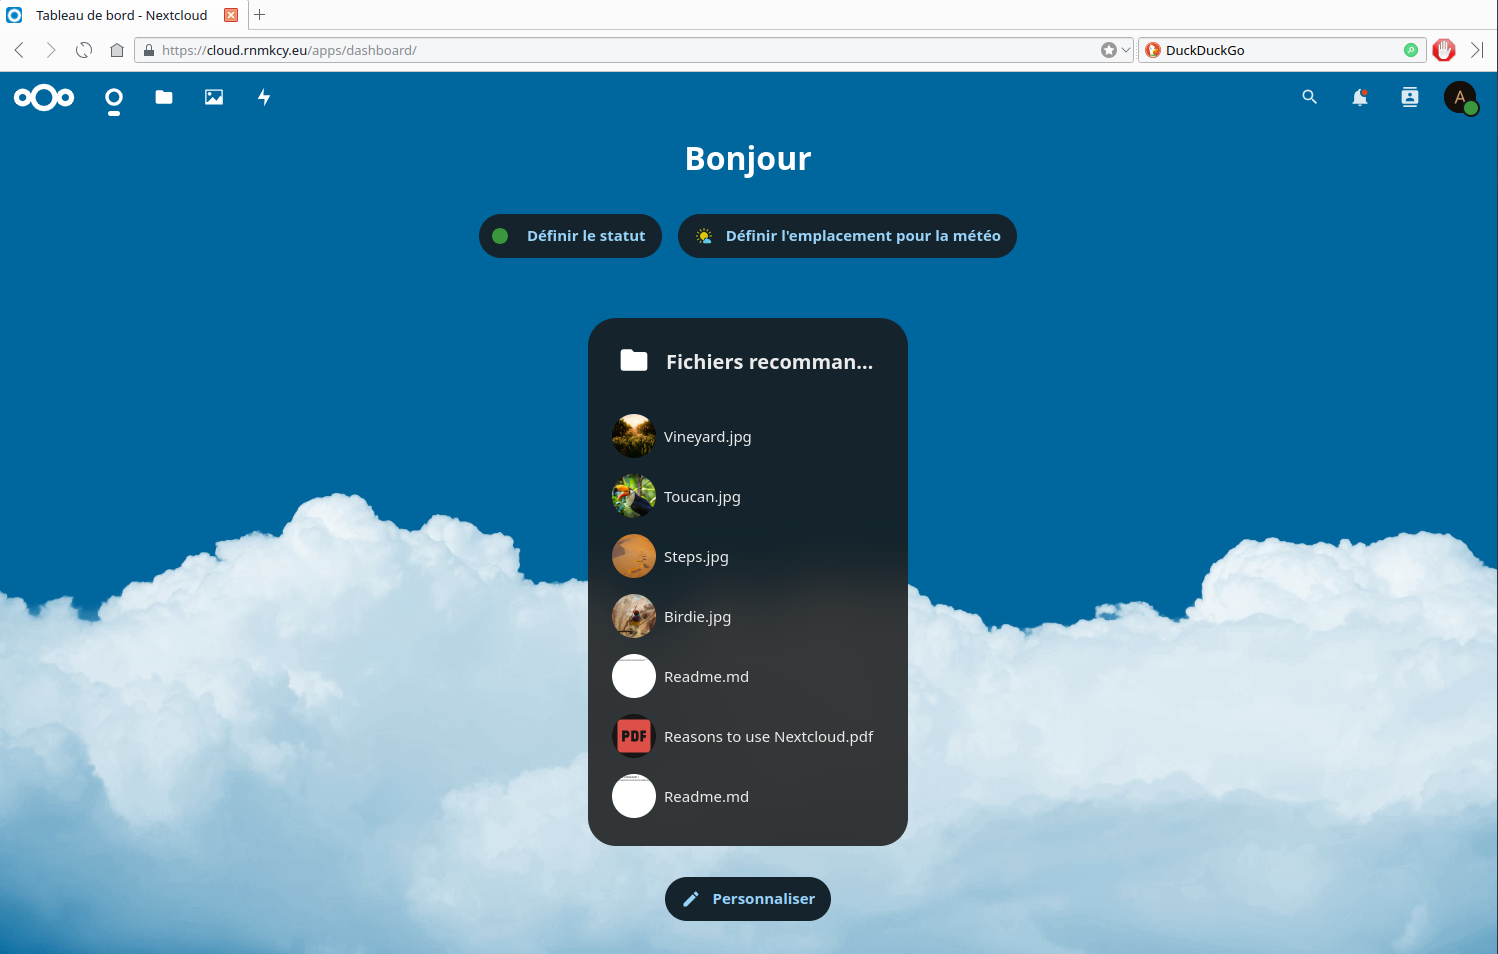 Tableau de bord - Nextcloud
https://cloud.rnmkcy.eu/apps/dashboard/
DuckDuckGo
A
Bonjour
Définir le statut
Définir l'emplacement pour la météo
Fichiers recomman...
Vineyard.jpg
Toucan.jpg
Steps.jpg
Birdie.jpg
Readme.md
PDF
Reasons to use Nextcloud.pdf
Readme.md
Personnaliser